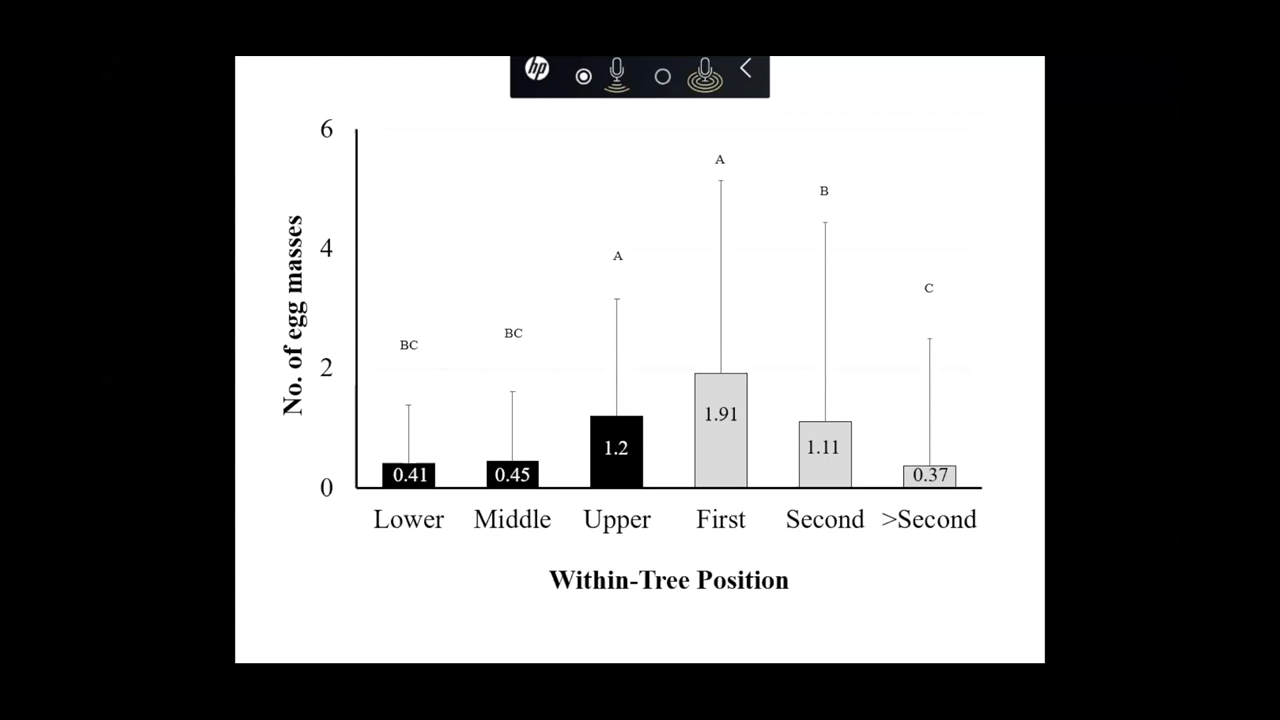 hp
6
A
B
4
A
C
BC
BC
2
No. of egg masses
1.91
1.2
1.11
0.41
0.45
0.37
0
Lower Middle Upper First Second >Second
Within-Tree Position